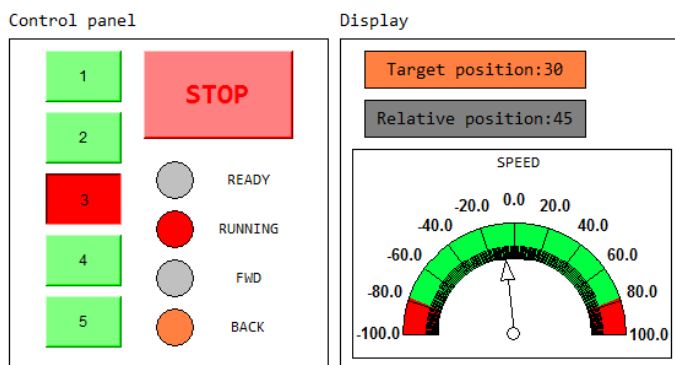 Control panel
1
2
3
4
5
STOP
READY
RUNNING
FWD
BACK
Display
Target position:30
Relative position:45
SPEED
-100.0
-80.0
-60.0
-40.0
-20.0
0.0
20.0
40.0
60.0
80.0
100.0